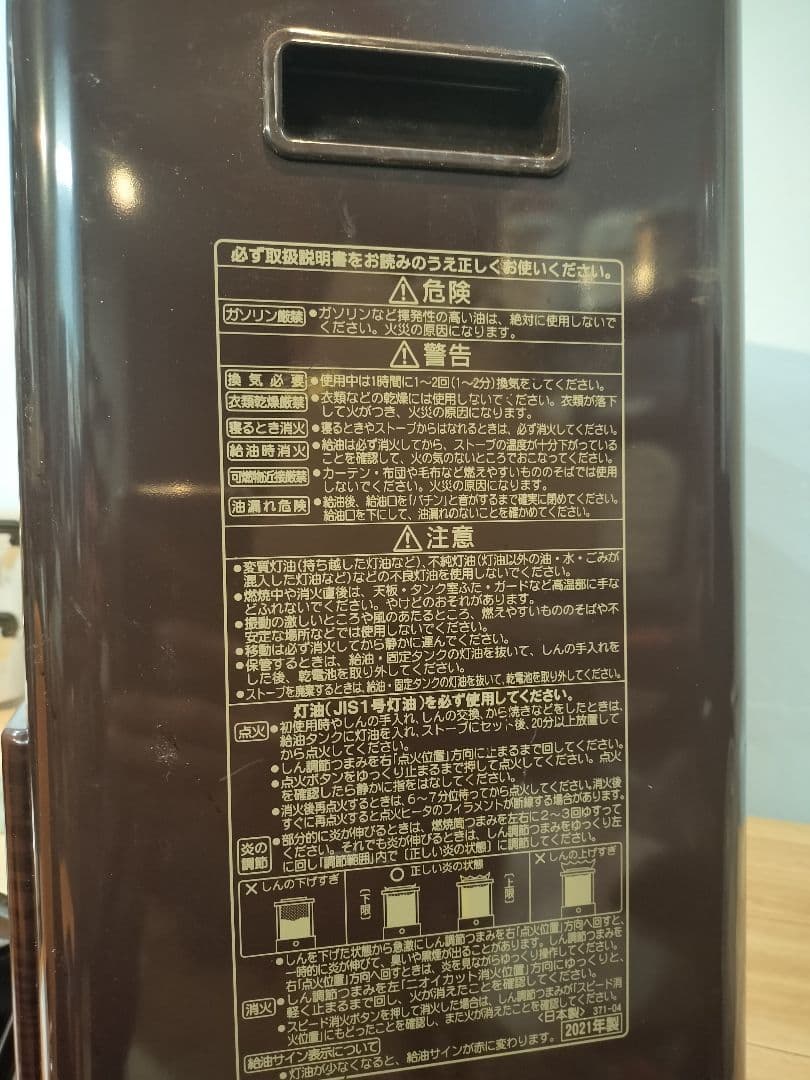 必ず取扱説明書をお読みのうえ正しくお使いください。
危険
ガソリン厳禁 ●ガソリンなど揮発性の高い油は、絶対に使用しないで
ください。火災の原因になります。
警告
換気必要 ●使用中は1時間に1〜2回(1〜2分)換気をしてください。
衣類乾燥厳禁 ●衣類などの乾燥には使用しないでください。衣類が落下
して火がつき、火災の原因になります。
寝るとき消火 ●寝るときやストーブからはなれるときは、必ず消火してください。
給油時消火 ●給油は必ず消火してから、ストーブの温度が十分下がっている
ことを確認して、火の気のないところでおこなってください。
可燃物近接厳禁 ●カーテン・布団や毛布など燃えやすいもののそばでは使用
しないでください。火災の原因になります。
油漏れ危険 ●給油後、給油口を「パチン」と音がするまで確実に閉めてください。
給油口を下にして、油漏れのないことを確かめてください。
注意
●変質灯油(持ち越した灯油など)、不純灯油(灯油以外の油・水・ごみが
混入した灯油など)などの不良灯油を使用しないでください。
●燃焼中や消火直後は、天板・タンク室ふた・ガードなど高温部に手な
どふれないでください。やけどのおそれがあります。
●振動の激しいところや風のあたるところ、燃えやすいもののそばや不
安定な場所などでは使用しないでください。
●移動は必ず消火してから静かに運んでください。
●保管するときは、給油・固定タンクの灯油を抜いて、しんの手入れを
した後、乾電池を取り外してください。
●ストーブを廃棄するときは、給油・固定タンクの灯油を抜いて、乾電池を取り外してください。
灯油(JIS1号灯油)を必ず使用してください。
点火 ●初使用時やしんの手入れ、しんの交換、から焼きなどをしたときは、
給油タンクに灯油を入れ、ストーブにセット後、20分以上放置して
から点火してください。
●しん調節つまみを右「点火位置」方向に止まるまで回してください。
●点火ボタンをゆっくり止まるまで押して点火してください。点火
を確認したら静かに指をはなしてください。
●消火後再点火するときは、6〜7分位待ってから点火してください。消火後
すぐに再点火すると点火ヒータのフィラメントが断線する場合があります。
炎の調節 ●部分的に炎が伸びるときは、燃焼筒つまみを左右に2〜3回ゆすって
ください。それでも炎が伸びるときは、しん調節つまみをゆっくり左
に回し「調節範囲」内で〔正しい炎の状態〕に調節してください。
×しんの下げすぎ
○正しい炎の状態
×しんの上げすぎ
〔下限〕
〔上限〕
●しんを下げた状態から急激にしん調節つまみを右「点火位置」方向へ回すと、
一時的に炎が伸びて、臭いや黒煙が出ることがあります。しん調節つまみを
右「点火位置」方向へ回すときは、炎を見ながらゆっくり操作してください。
消火 ●しん調節つまみを左「ニオイカット消火位置」方向にゆっくりと、
軽く止まるまで回し、火が消えたことを確認してください。
●スピード消火ボタンを押して消火した場合は、しん調節つまみが「スピード消
火位置」にもどったことを確認し、また火が消えたことを確認してください。
<日本製> 371-04
給油サイン表示について
2021年製
●灯油が少なくなると、給油サインが赤に変わります。